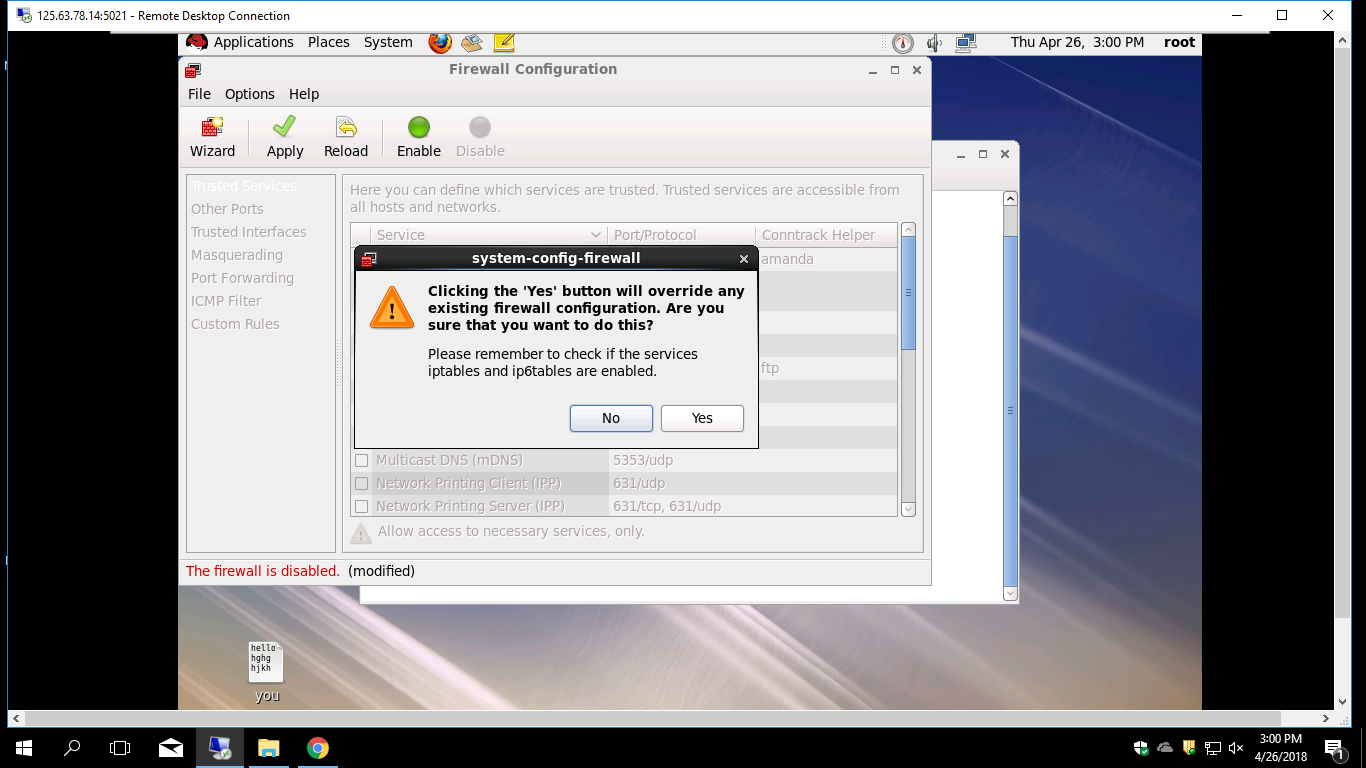 125.63.78.14:5021 - Remote Desktop Connection
Applications Places System Thu Apr 26, 3:00 PM root
Firewall Configuration
File Options Help
Wizard Apply Reload Enable Disable
Trusted Services
Other Ports
Trusted Interfaces
Masquerading
Port Forwarding
ICMP Filter
Custom Rules
Here you can define which services are trusted. Trusted services are accessible from
all hosts and networks.
Service Port/Protocol Conntrack Helper
amanda
ftp
system-config-firewall
Clicking the 'Yes' button will override any
existing firewall configuration. Are you
sure that you want to do this?
Please remember to check if the services
iptables and ip6tables are enabled.
No Yes
Multicast DNS (mDNS) 5353/udp
Network Printing Client (IPP) 631/udp
Network Printing Server (IPP) 631/tcp, 631/udp
Allow access to necessary services, only.
The firewall is disabled. (modified)
hello
hghg
hjkh
you
3:00 PM
4/26/2018
1